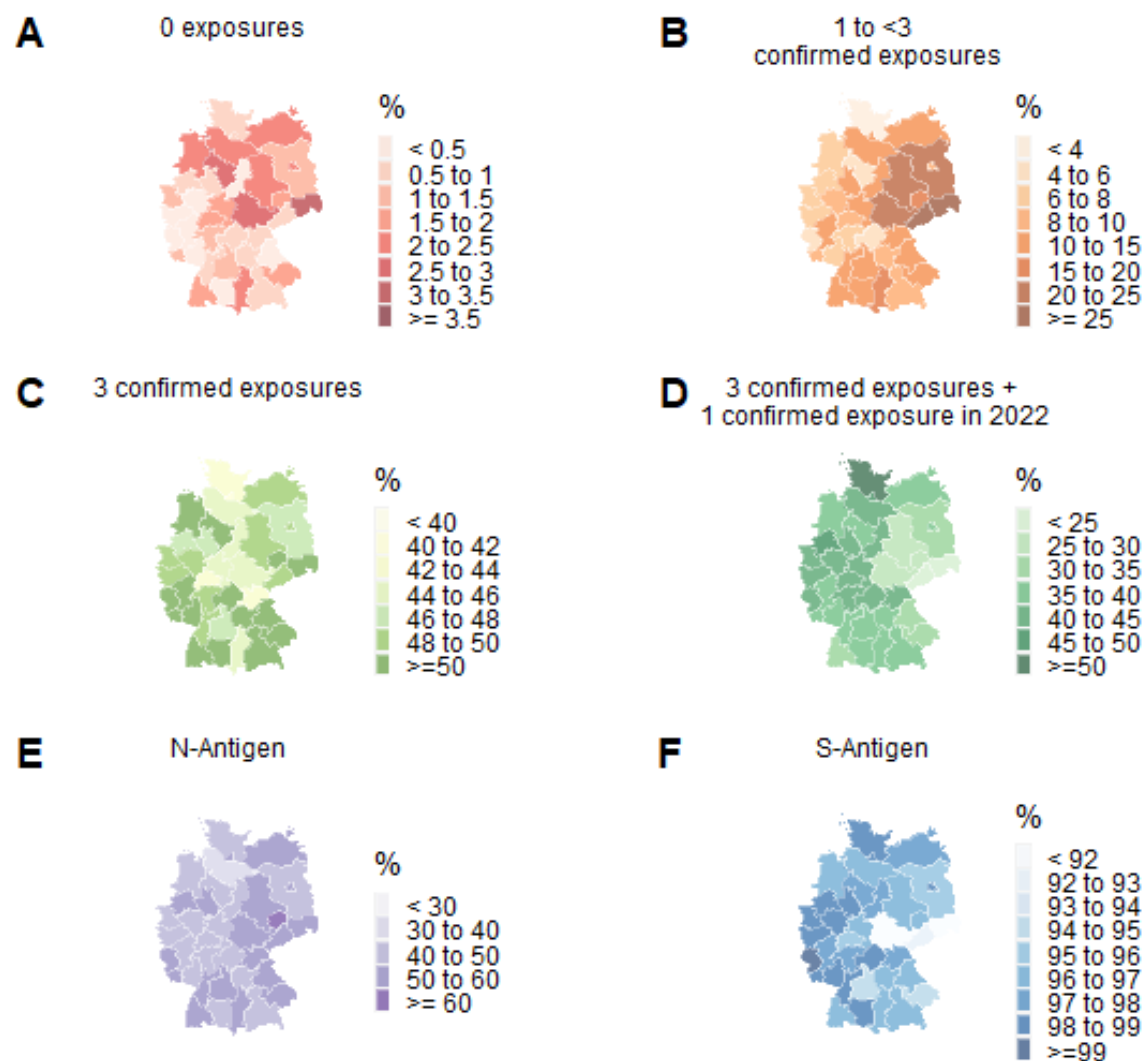 A
0 exposures
%
< 0.5
0.5 to 1
1 to 1.5
1.5 to 2
2 to 2.5
2.5 to 3
3 to 3.5
>= 3.5
B
1 to <3
confirmed exposures
%
< 4
4 to 6
6 to 8
8 to 10
10 to 15
15 to 20
20 to 25
>= 25
C
3 confirmed exposures
%
< 40
40 to 42
42 to 44
44 to 46
46 to 48
48 to 50
>=50
D
3 confirmed exposures +
1 confirmed exposure in 2022
%
< 25
25 to 30
30 to 35
35 to 40
40 to 45
45 to 50
>=50
E
N-Antigen
%
< 30
30 to 40
40 to 50
50 to 60
>= 60
F
S-Antigen
%
< 92
92 to 93
93 to 94
94 to 95
95 to 96
96 to 97
97 to 98
98 to 99
>=99